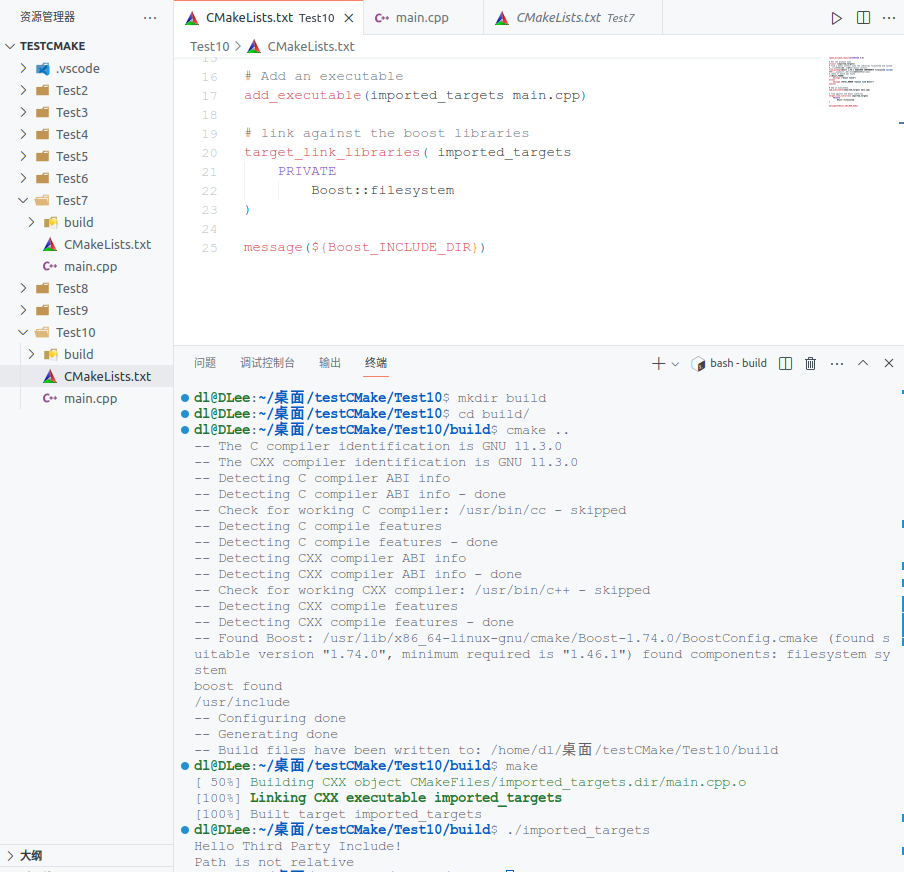 资源管理器
TESTCMAKE
.vscode
Test2
Test3
Test4
Test5
Test6
Test7
build
CMakeLists.txt
main.cpp
Test8
Test9
Test10
build
CMakeLists.txt
main.cpp
大纲
CMakeLists.txt Test10
main.cpp
CMakeLists.txt Test7
Test10 > CMakeLists.txt
15
16 # Add an executable
17 add_executable(imported_targets main.cpp)
18
19 # link against the boost libraries
20 target_link_libraries( imported_targets
21 PRIVATE
22 Boost::filesystem
23 )
24
25 message(${Boost_INCLUDE_DIR})
问题 调试控制台 输出 终端 bash - build
dl@DLee:~/桌面/testCMake/Test10$ mkdir build
dl@DLee:~/桌面/testCMake/Test10$ cd build/
dl@DLee:~/桌面/testCMake/Test10/build$ cmake ..
-- The C compiler identification is GNU 11.3.0
-- The CXX compiler identification is GNU 11.3.0
-- Detecting C compiler ABI info
-- Detecting C compiler ABI info - done
-- Check for working C compiler: /usr/bin/cc - skipped
-- Detecting C compile features
-- Detecting C compile features - done
-- Detecting CXX compiler ABI info
-- Detecting CXX compiler ABI info - done
-- Check for working CXX compiler: /usr/bin/c++ - skipped
-- Detecting CXX compile features
-- Detecting CXX compile features - done
-- Found Boost: /usr/lib/x86_64-linux-gnu/cmake/Boost-1.74.0/BoostConfig.cmake (found s
uitable version "1.74.0", minimum required is "1.46.1") found components: filesystem sy
stem
boost found
/usr/include
-- Configuring done
-- Generating done
-- Build files have been written to: /home/dl/桌面/testCMake/Test10/build
dl@DLee:~/桌面/testCMake/Test10/build$ make
[ 50%] Building CXX object CMakeFiles/imported_targets.dir/main.cpp.o
[100%] Linking CXX executable imported_targets
[100%] Built target imported_targets
dl@DLee:~/桌面/testCMake/Test10/build$ ./imported_targets
Hello Third Party Include!
Path is not relative